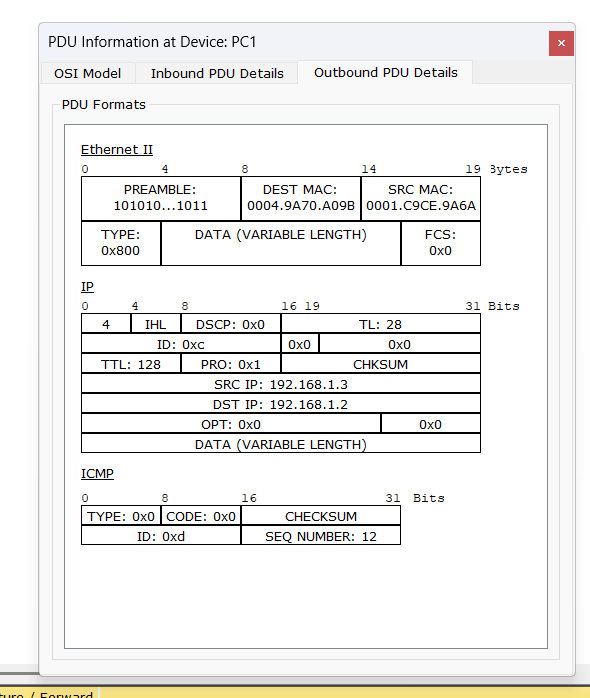 PDU Information at Device: PC1
×
OSI Model Inbound PDU Details Outbound PDU Details
PDU Formats
Ethernet II
0 4 8 14 19 Bytes
PREAMBLE: DEST MAC: SRC MAC:
101010...1011 0004.9A70.A09B 0001.C9CE.9A6A
TYPE: DATA (VARIABLE LENGTH) FCS:
0x800 0x0
IP
0 4 8 16 19 31 Bits
4 IHL DSCP: 0x0 TL: 28
ID: 0xc 0x0 0x0
TTL: 128 PRO: 0x1 CHKSUM
SRC IP: 192.168.1.3
DST IP: 192.168.1.2
OPT: 0x0 0x0
DATA (VARIABLE LENGTH)
ICMP
0 8 16 31 Bits
TYPE: 0x0 CODE: 0x0 CHECKSUM
ID: 0xd SEQ NUMBER: 12
/ Forward